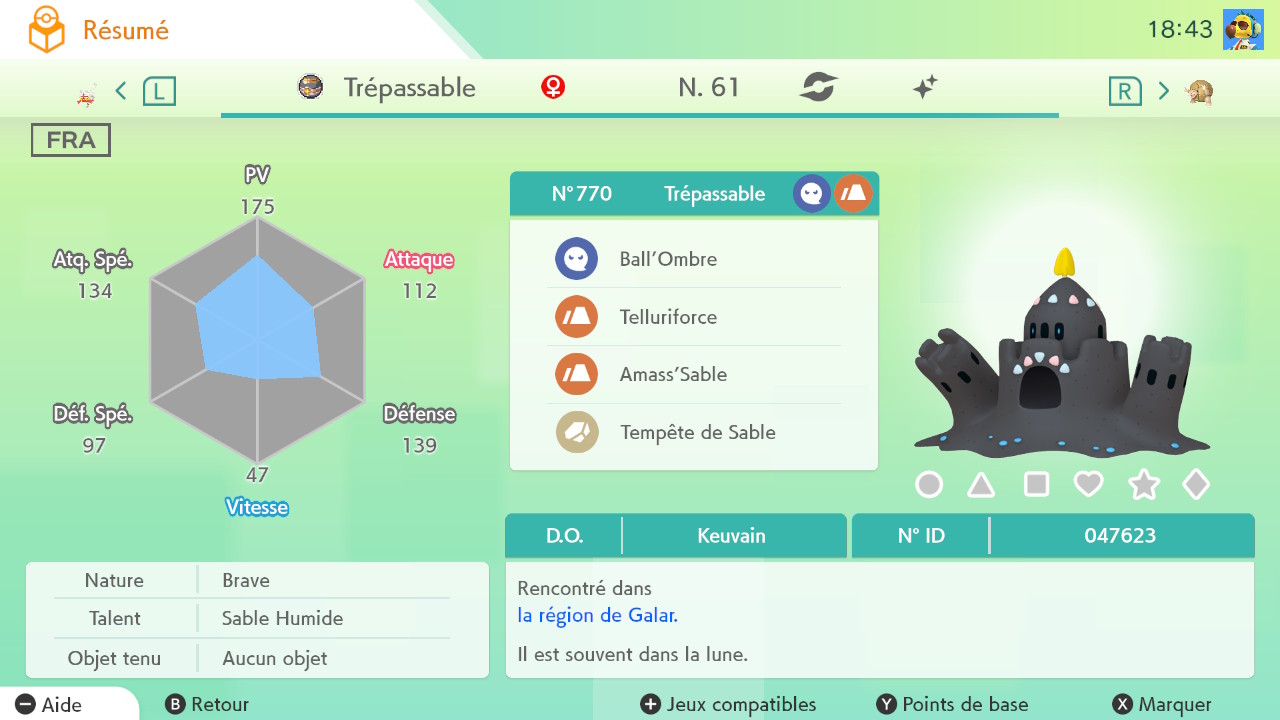 Résumé
18:43
L
Trépassable
N. 61
R
FRA
PV
175
Atq. Spé.
134
Attaque
112
Déf. Spé.
97
Défense
139
47
Vitesse
N°770 Trépassable
Ball'Ombre
Telluriforce
Amass'Sable
Tempête de Sable
D.O. Keuvain
N° ID 047623
Nature Brave
Talent Sable Humide
Objet tenu Aucun objet
Rencontré dans
la région de Galar.
Il est souvent dans la lune.
Aide
B Retour
Jeux compatibles
Y Points de base
X Marquer